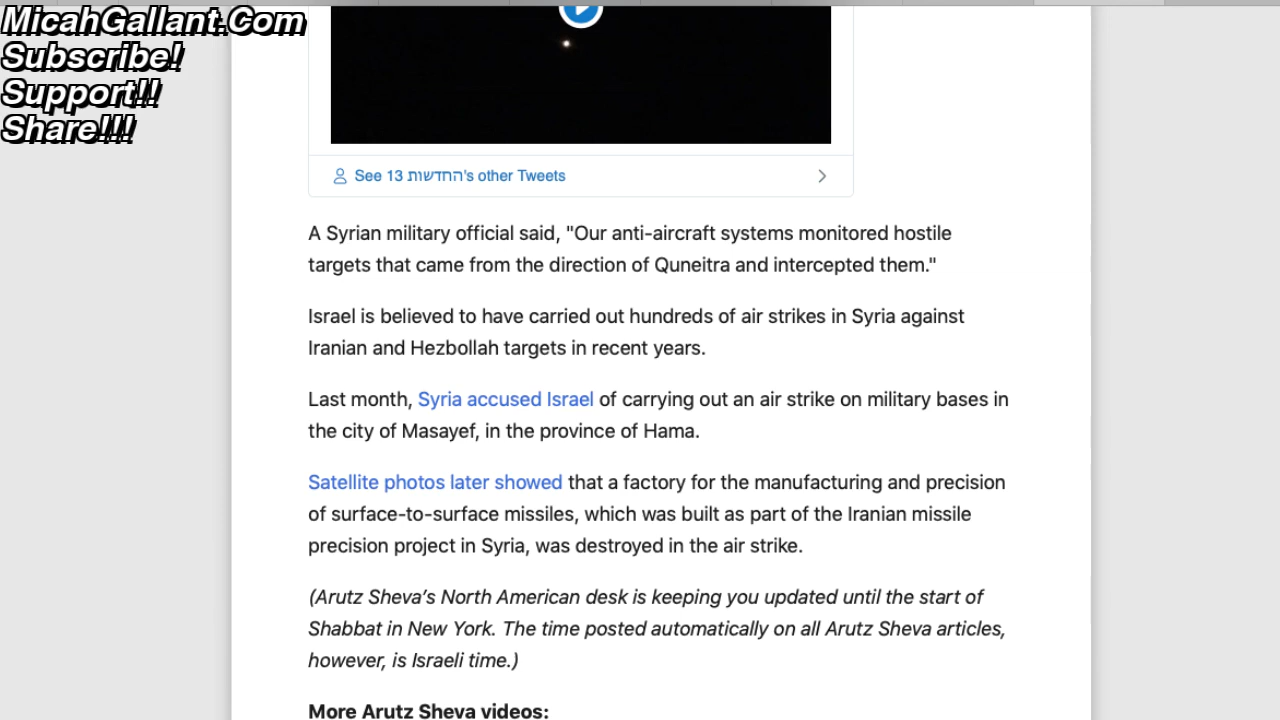 MicahGallant.Com
Subscribe!
Support!!
Share!!!
See 13 החדשות's other Tweets
A Syrian military official said, "Our anti-aircraft systems monitored hostile
targets that came from the direction of Quneitra and intercepted them."
Israel is believed to have carried out hundreds of air strikes in Syria against
Iranian and Hezbollah targets in recent years.
Last month, Syria accused Israel of carrying out an air strike on military bases in
the city of Masayef, in the province of Hama.
Satellite photos later showed that a factory for the manufacturing and precision
of surface-to-surface missiles, which was built as part of the Iranian missile
precision project in Syria, was destroyed in the air strike.
(Arutz Sheva’s North American desk is keeping you updated until the start of
Shabbat in New York. The time posted automatically on all Arutz Sheva articles,
however, is Israeli time.)
More Arutz Sheva videos: